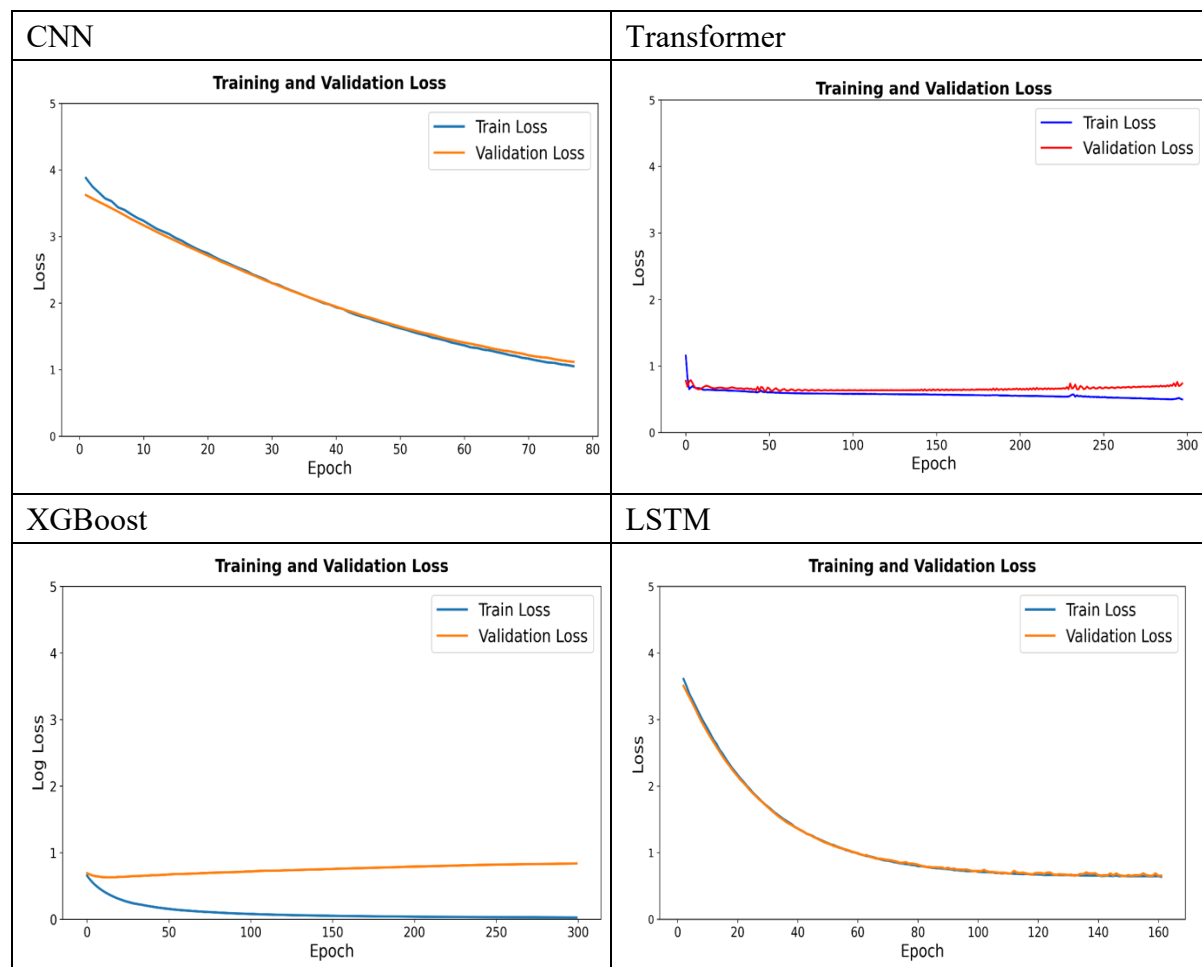 CNN
Transformer
Training and Validation Loss
5
4
3
2
1
0
Loss
Train Loss
Validation Loss
0 10 20 30 40 50 60 70 80
Epoch
Training and Validation Loss
5
4
3
2
1
0
Loss
Train Loss
Validation Loss
0 50 100 150 200 250 300
Epoch
XGBoost
LSTM
Training and Validation Loss
5
4
3
2
1
0
Log Loss
Train Loss
Validation Loss
0 50 100 150 200 250 300
Epoch
Training and Validation Loss
5
4
3
2
1
0
Loss
Train Loss
Validation Loss
0 20 40 60 80 100 120 140 160
Epoch